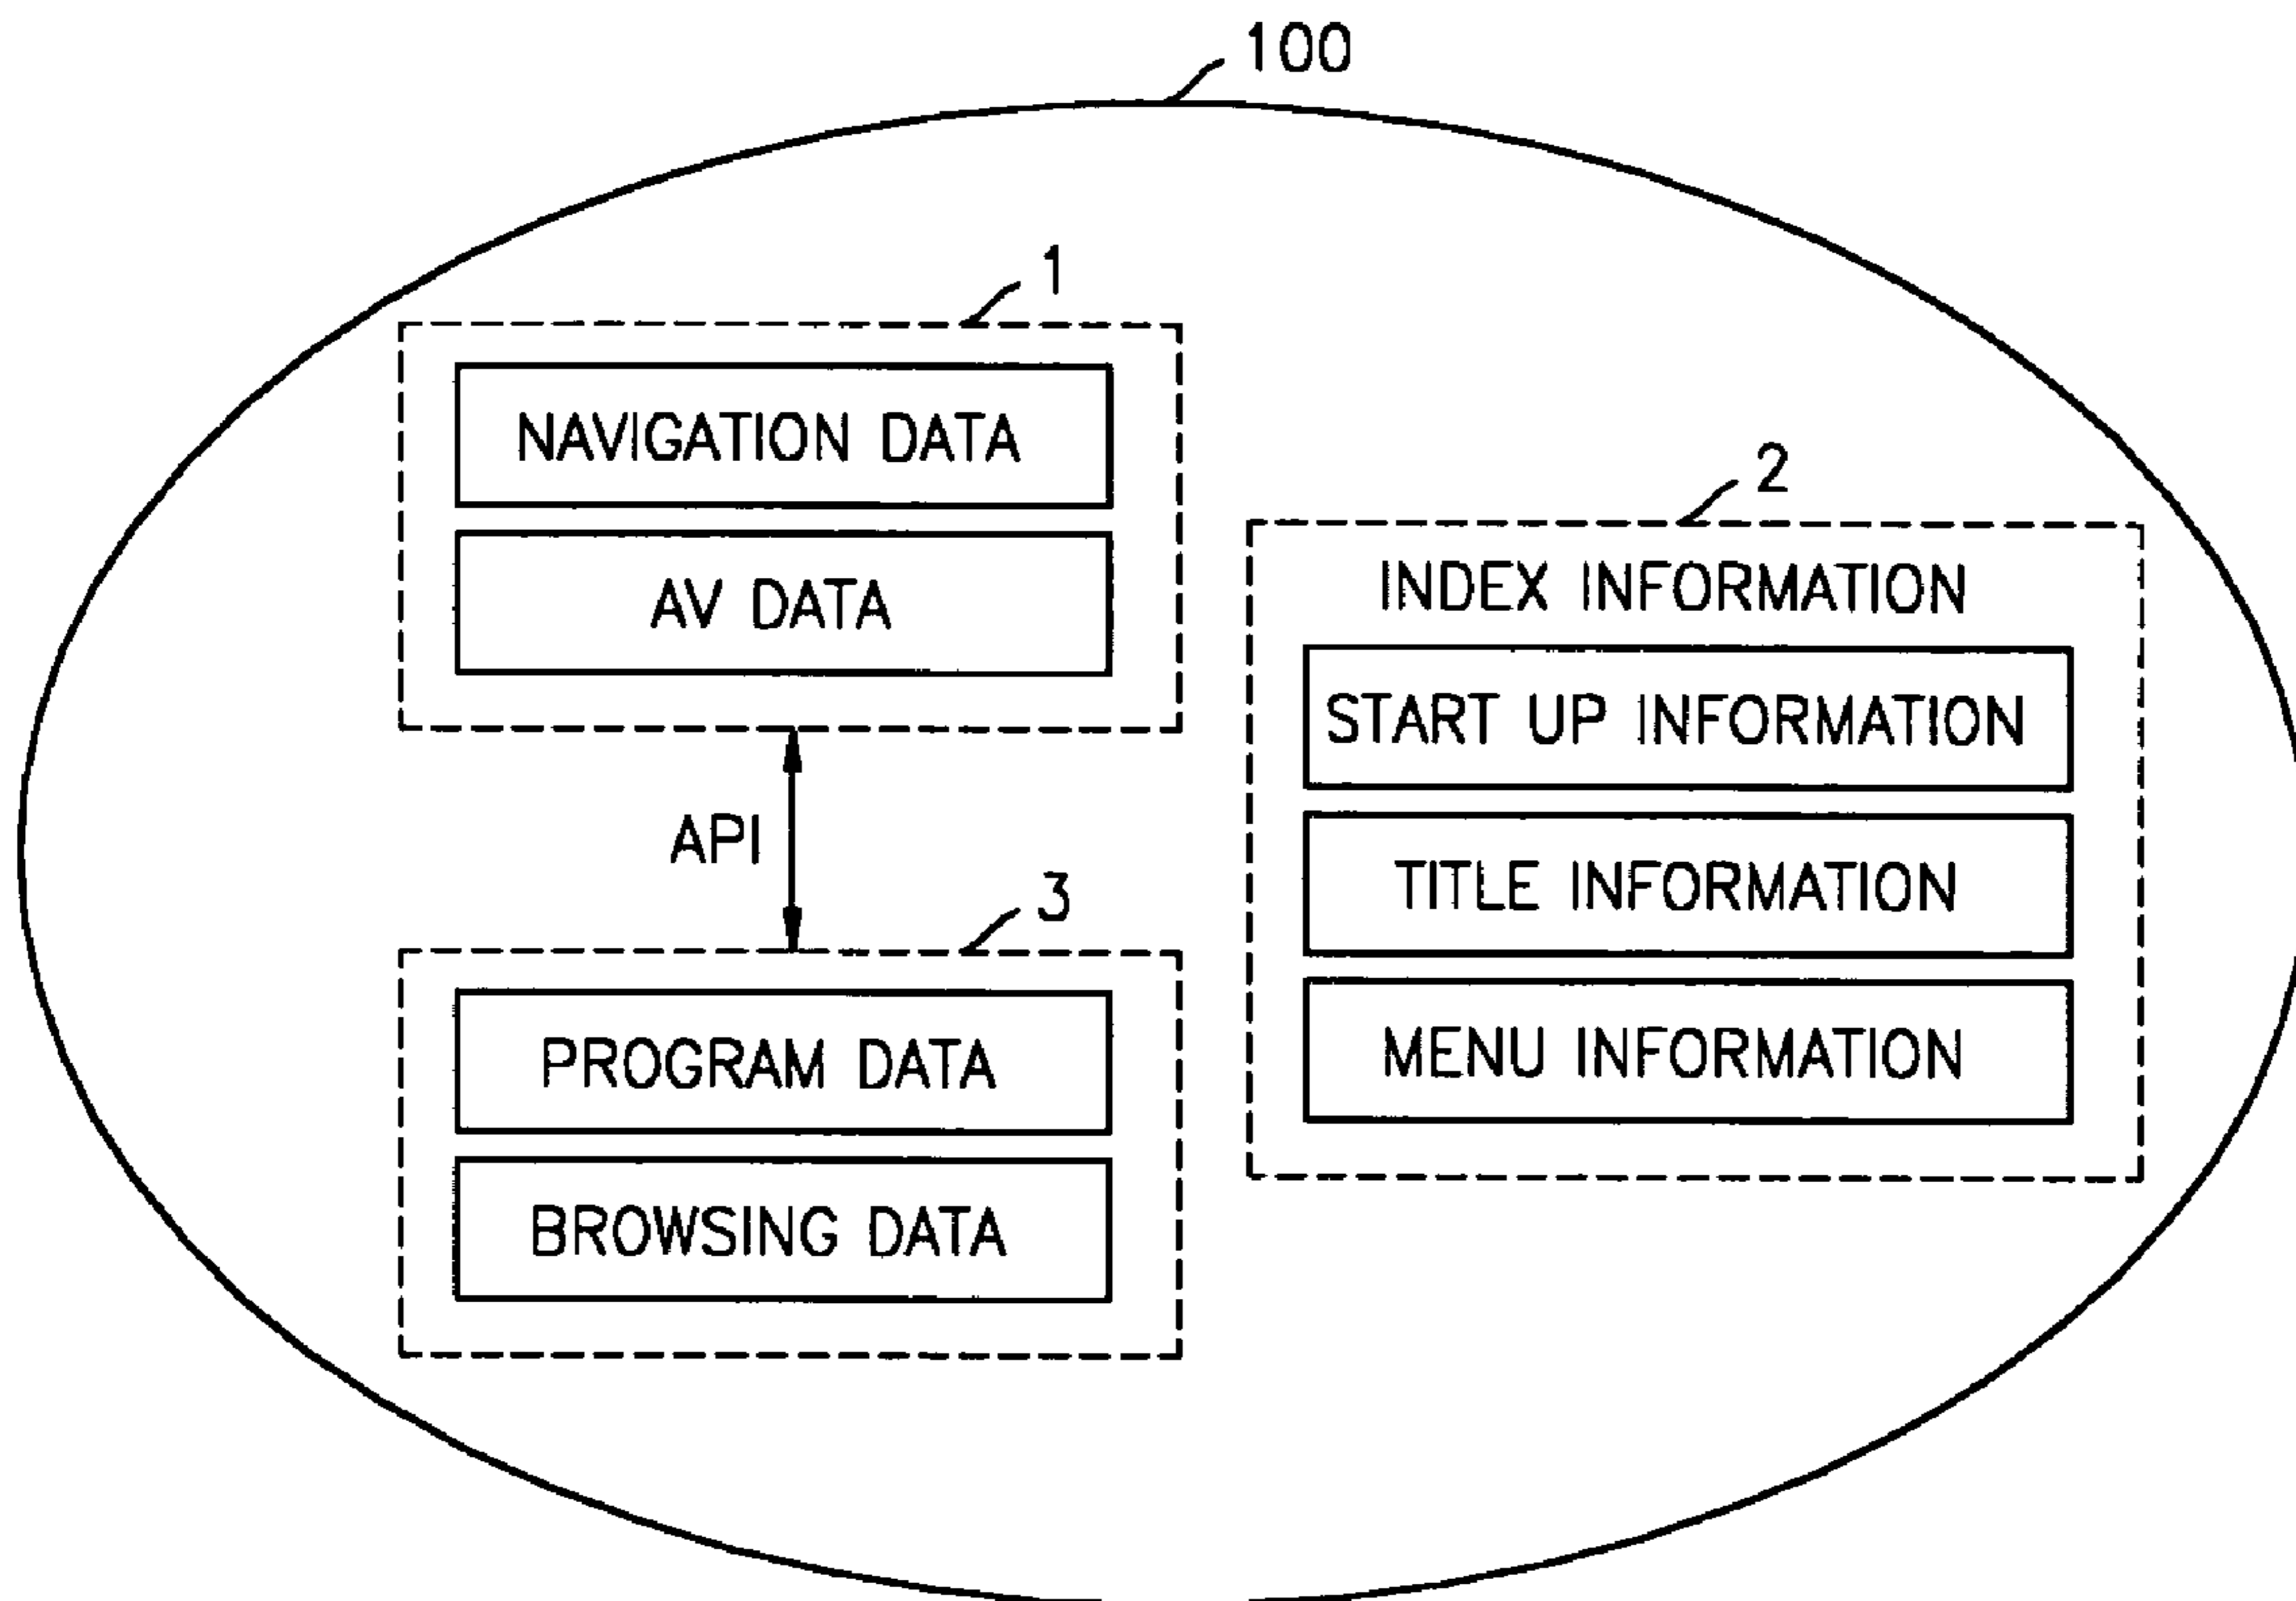 100
1
NAVIGATION DATA
AV DATA
API
3
PROGRAM DATA
BROWSING DATA
2
INDEX INFORMATION
START UP INFORMATION
TITLE INFORMATION
MENU INFORMATION